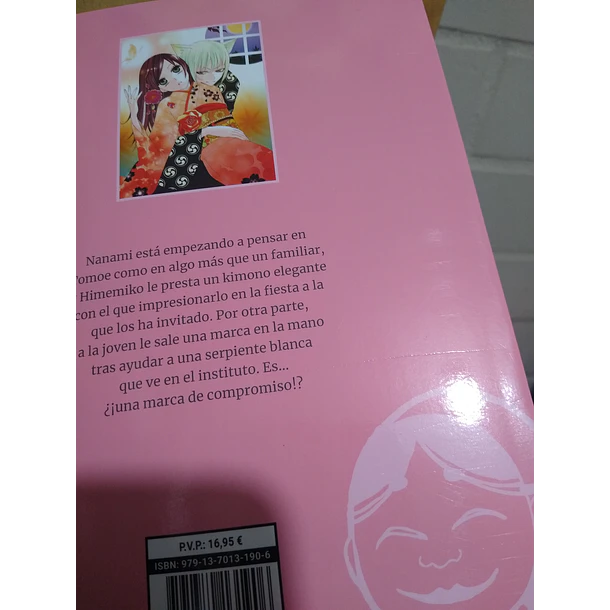 Nanami está empezando a pensar en
Tomoe como en algo más que un familiar,
Himemiko le presta un kimono elegante
con el que impresionarlo en la fiesta a la
que los ha invitado. Por otra parte,
a la joven le sale una marca en la mano
tras ayudar a una serpiente blanca
que ve en el instituto. Es...
¿¡una marca de compromiso!?
P.V.P.: 16,95 €
ISBN: 979-13-7013-190-6